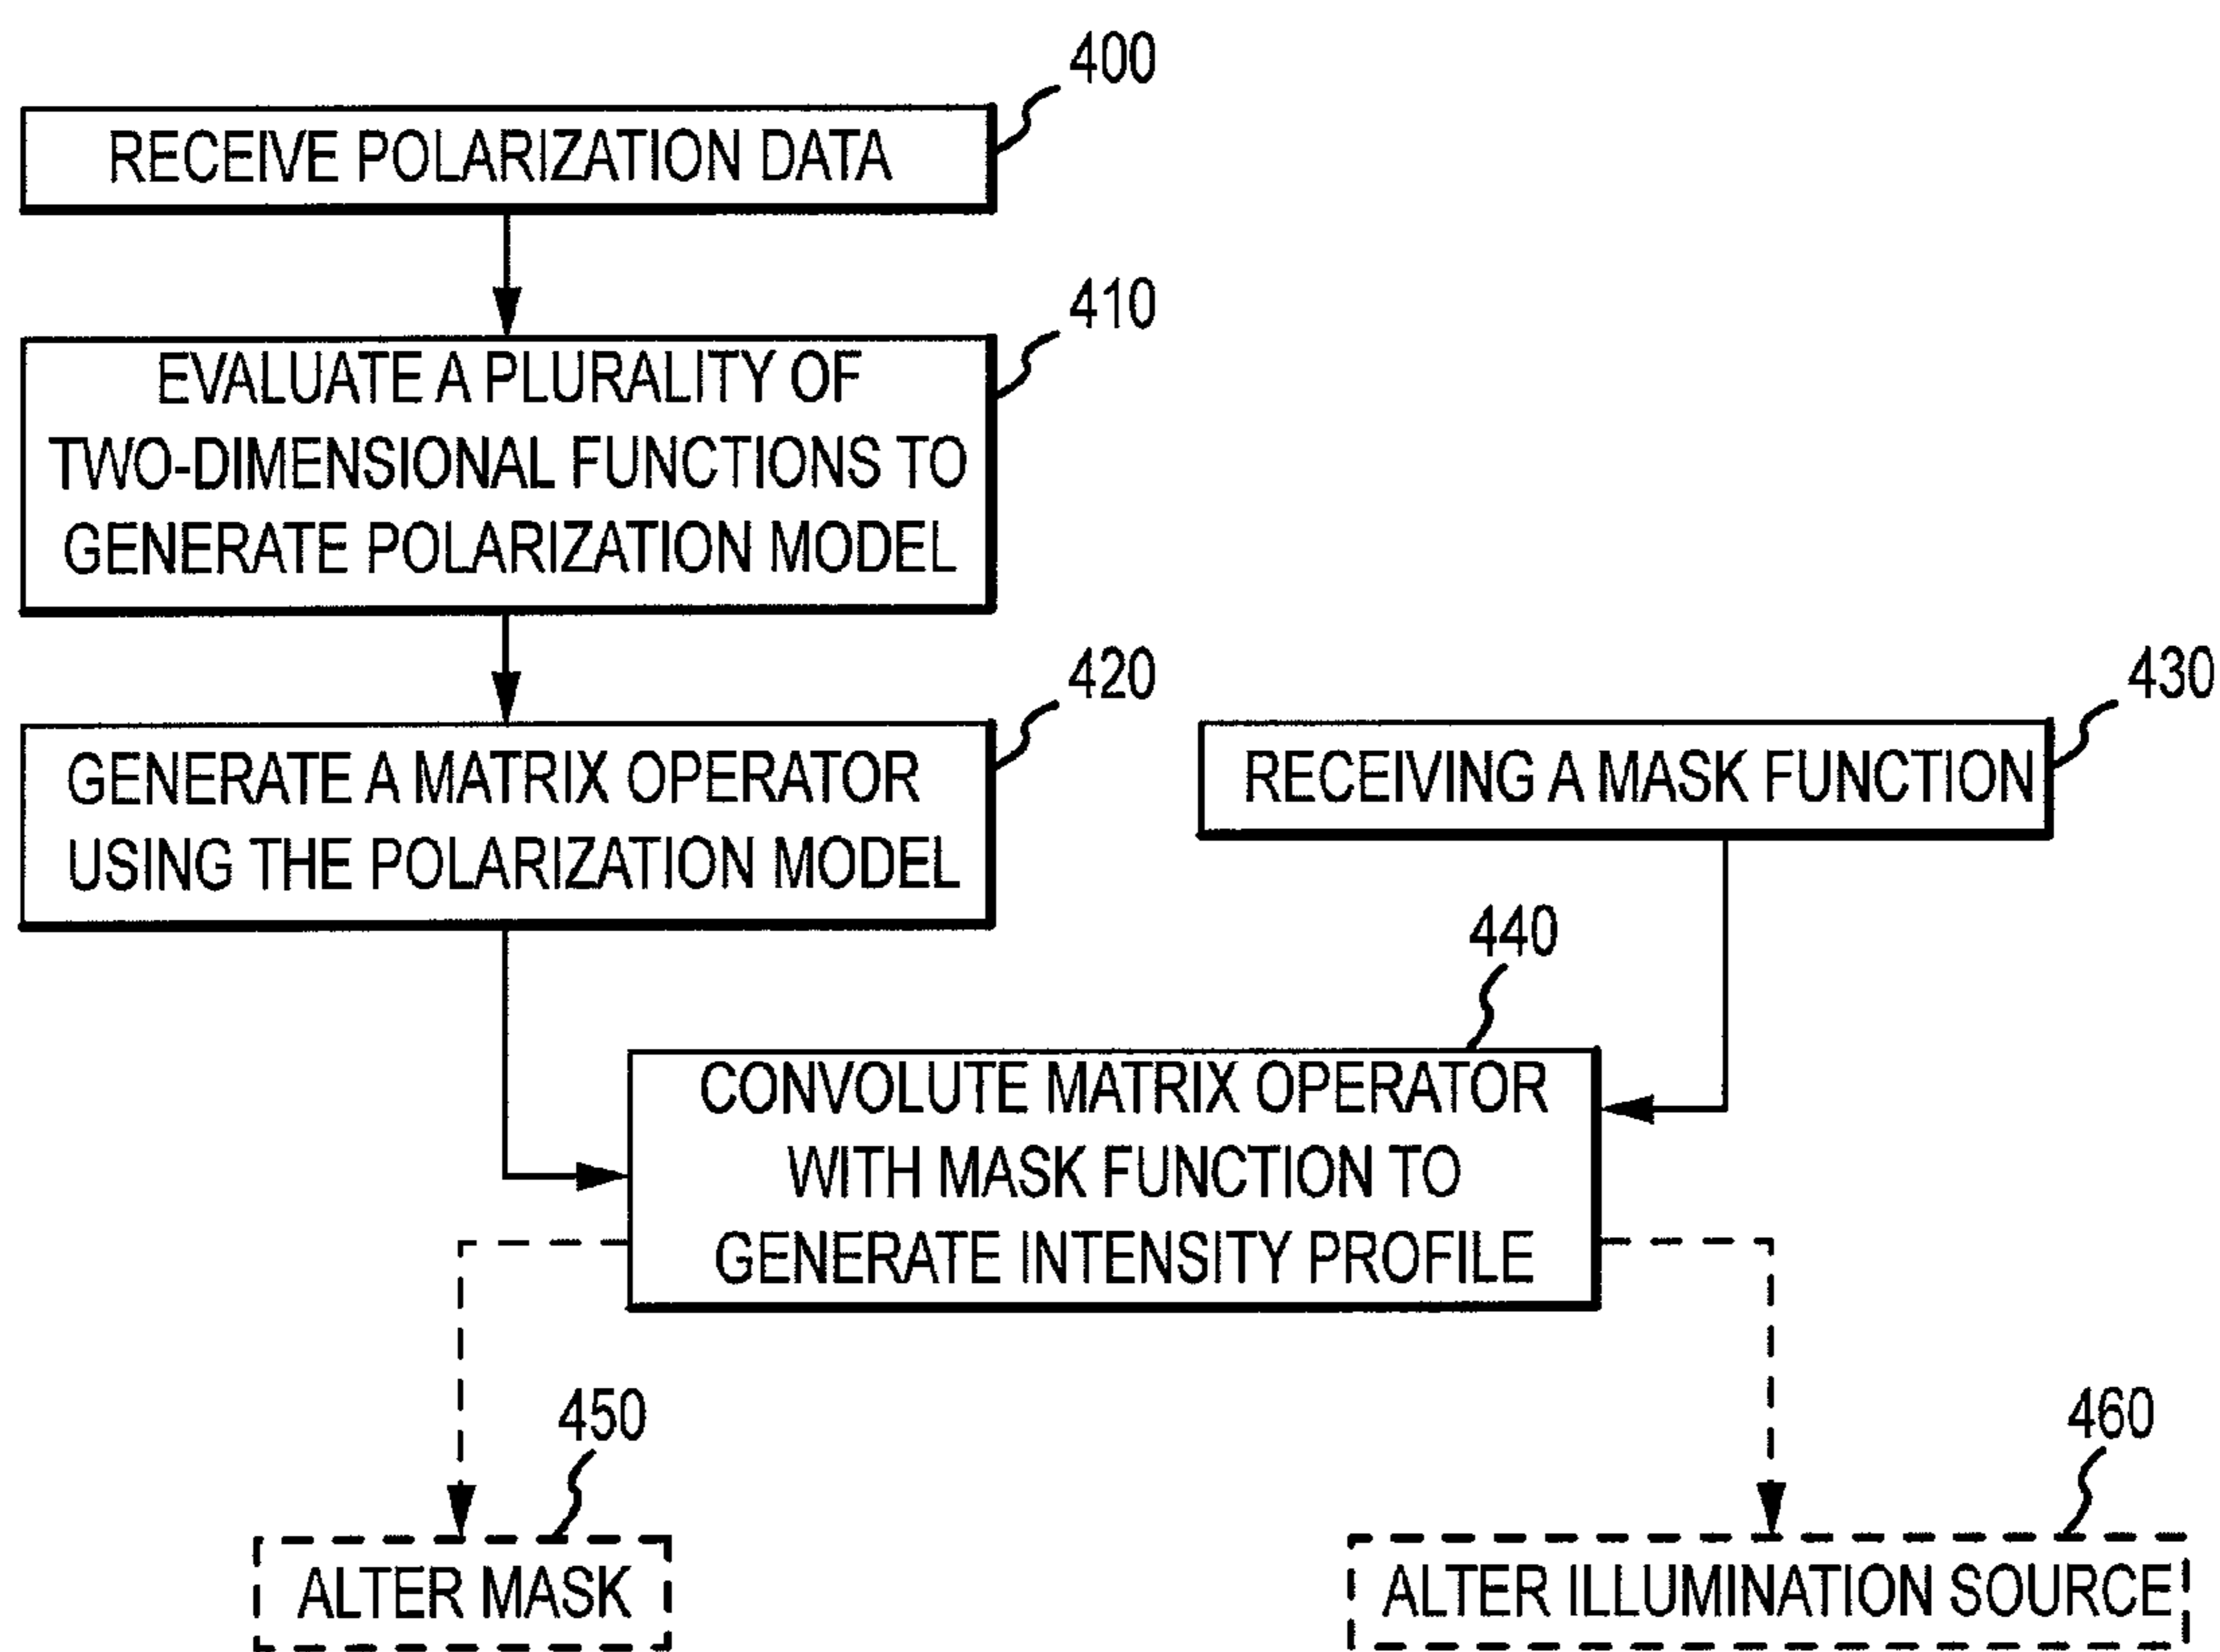 400
RECEIVE POLARIZATION DATA
410
EVALUATE A PLURALITY OF
TWO-DIMENSIONAL FUNCTIONS TO
GENERATE POLARIZATION MODEL
420
GENERATE A MATRIX OPERATOR
USING THE POLARIZATION MODEL
430
RECEIVING A MASK FUNCTION
440
CONVOLUTE MATRIX OPERATOR
WITH MASK FUNCTION TO
GENERATE INTENSITY PROFILE
450
ALTER MASK
460
ALTER ILLUMINATION SOURCE